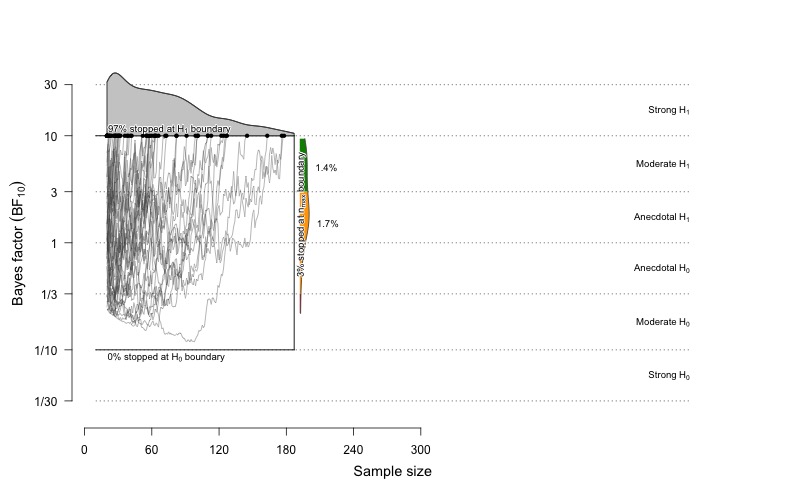 30
Strong H₁
97% stopped at H₁ boundary
10
Moderate H₁
1.4%
3
Anecdotal H₁
3% stopped at nmax boundary
1.7%
1
Anecdotal H₀
1/3
Moderate H₀
1/10
0% stopped at H₀ boundary
Strong H₀
1/30
Bayes factor (BF₁₀)
0 60 120 180 240 300
Sample size